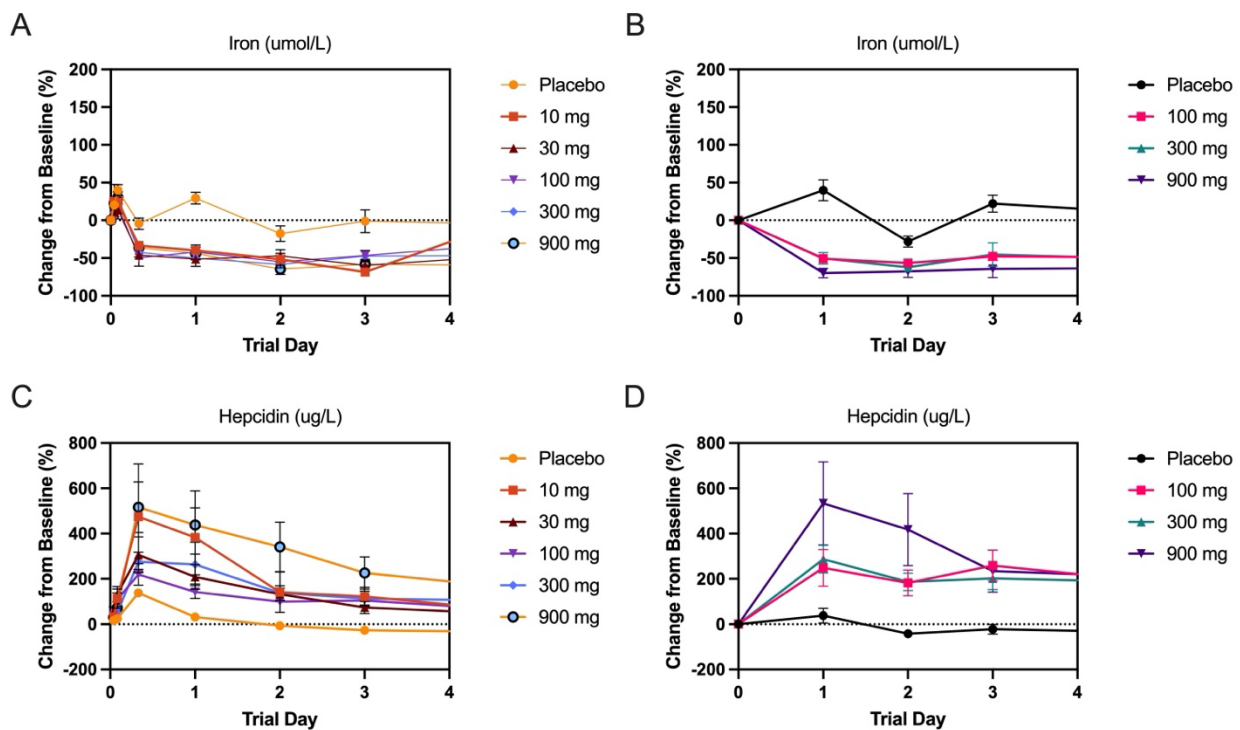 A
Iron (umol/L)
Change from Baseline (%)
200
150
100
50
0
-50
-100
0 1 2 3 4
Trial Day
Placebo
10 mg
30 mg
100 mg
300 mg
900 mg
B
Iron (umol/L)
Change from Baseline (%)
200
150
100
50
0
-50
-100
0 1 2 3 4
Trial Day
Placebo
100 mg
300 mg
900 mg
C
Hepcidin (ug/L)
Change from Baseline (%)
800
600
400
200
0
-200
0 1 2 3 4
Trial Day
Placebo
10 mg
30 mg
100 mg
300 mg
900 mg
D
Hepcidin (ug/L)
Change from Baseline (%)
800
600
400
200
0
-200
0 1 2 3 4
Trial Day
Placebo
100 mg
300 mg
900 mg